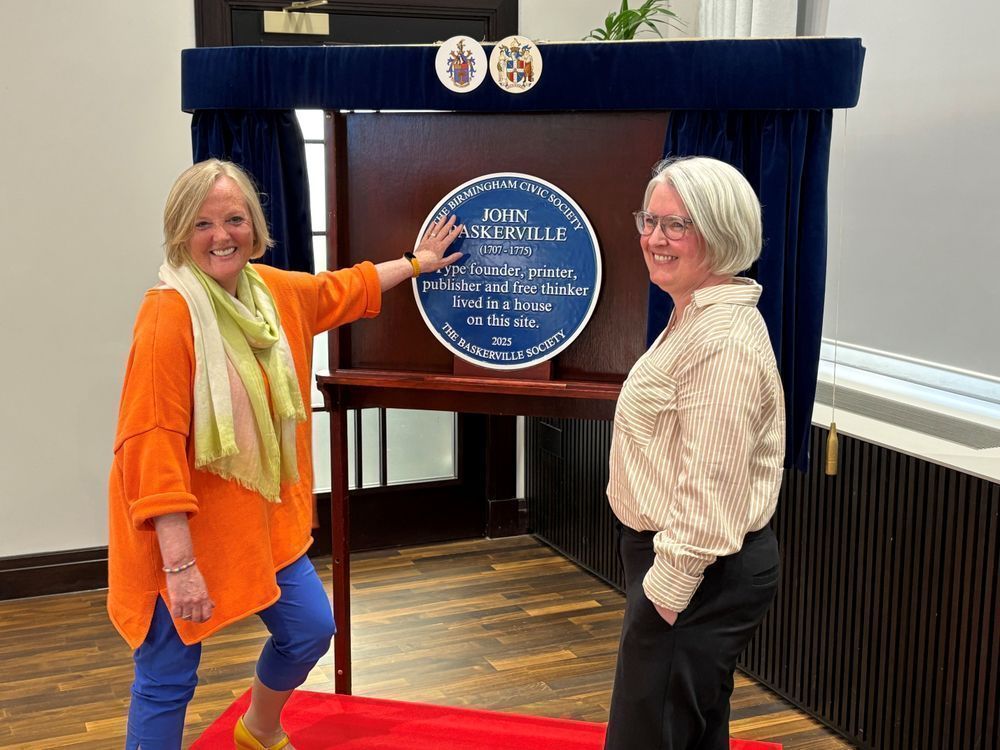 THE BIRMINGHAM CIVIC SOCIETY
JOHN
BASKERVILLE
(1707 - 1775)
Type founder, printer,
publisher and free thinker
lived in a house
on this site.
2025
THE BASKERVILLE SOCIETY